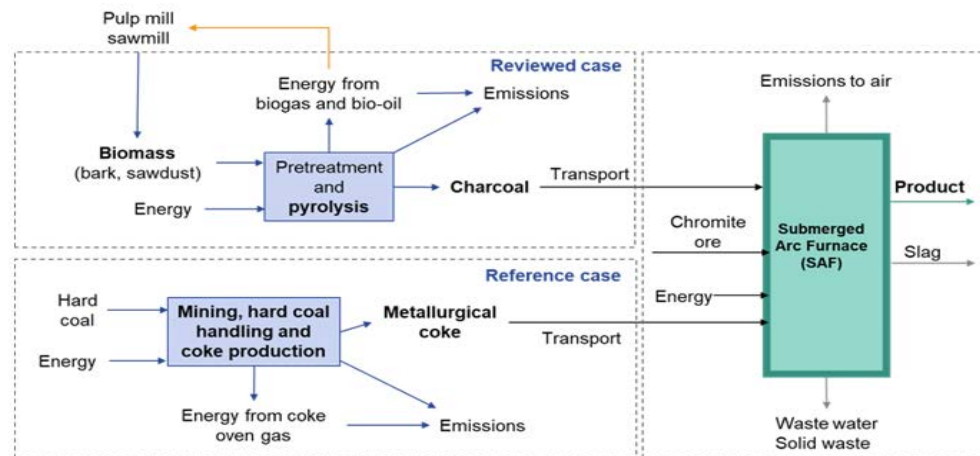 Pulp mill
sawmill
Reviewed case
Energy from
biogas and bio-oil
Emissions
Biomass
(bark, sawdust)
Energy
Pretreatment
and
pyrolysis
Charcoal
Transport
Reference case
Hard
coal
Energy
Mining, hard coal
handling and
coke production
Metallurgical
coke
Transport
Energy from coke
oven gas
Emissions
Emissions to air
Chromite
ore
Energy
Submerged
Arc Furnace
(SAF)
Product
Slag
Waste water
Solid waste